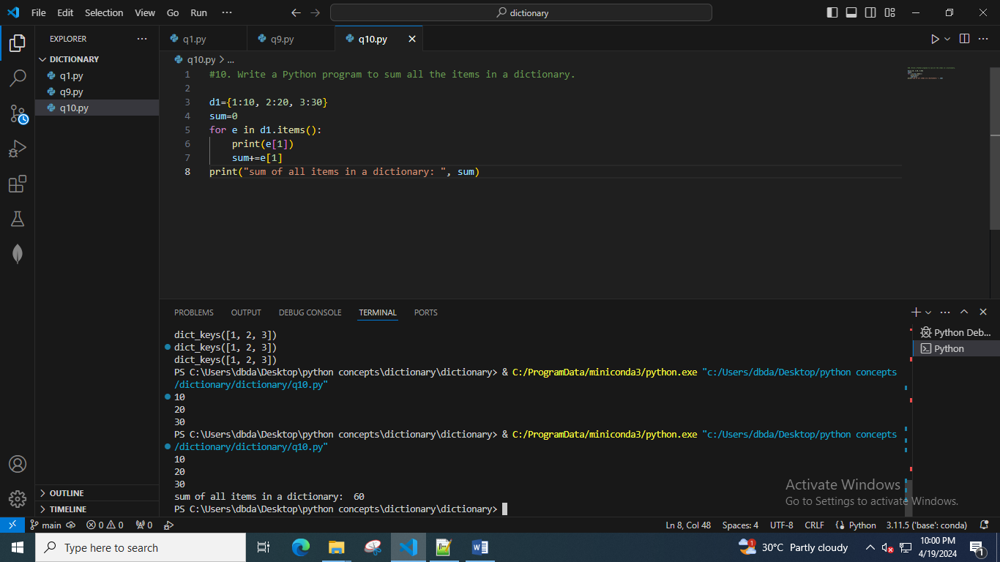 File Edit Selection View Go Run ··· dictionary
EXPLORER ···
DICTIONARY
q1.py
q9.py
q10.py
q1.py q9.py q10.py
q10.py > ...
1 #10. Write a Python program to sum all the items in a dictionary.
2
3 d1={1:10, 2:20, 3:30}
4 sum=0
5 for e in d1.items():
6     print(e[1])
7     sum+=e[1]
8 print("sum of all items in a dictionary: ", sum)
PROBLEMS OUTPUT DEBUG CONSOLE TERMINAL PORTS
dict_keys([1, 2, 3])
dict_keys([1, 2, 3])
dict_keys([1, 2, 3])
PS C:\Users\dbda\Desktop\python concepts\dictionary\dictionary> & C:/ProgramData/miniconda3/python.exe "c:/Users/dbda/Desktop/python concepts
/dictionary/dictionary/q10.py"
10
20
30
PS C:\Users\dbda\Desktop\python concepts\dictionary\dictionary> & C:/ProgramData/miniconda3/python.exe "c:/Users/dbda/Desktop/python concepts
/dictionary/dictionary/q10.py"
10
20
30
sum of all items in a dictionary:  60
PS C:\Users\dbda\Desktop\python concepts\dictionary\dictionary>
Python Deb...
Python
OUTLINE
TIMELINE
Activate Windows
Go to Settings to activate Windows.
main 0 0 0 Ln 8, Col 48 Spaces: 4 UTF-8 CRLF Python 3.11.5 ('base': conda)
Type here to search 1 30°C Partly cloudy 10:00 PM
4/19/2024 1